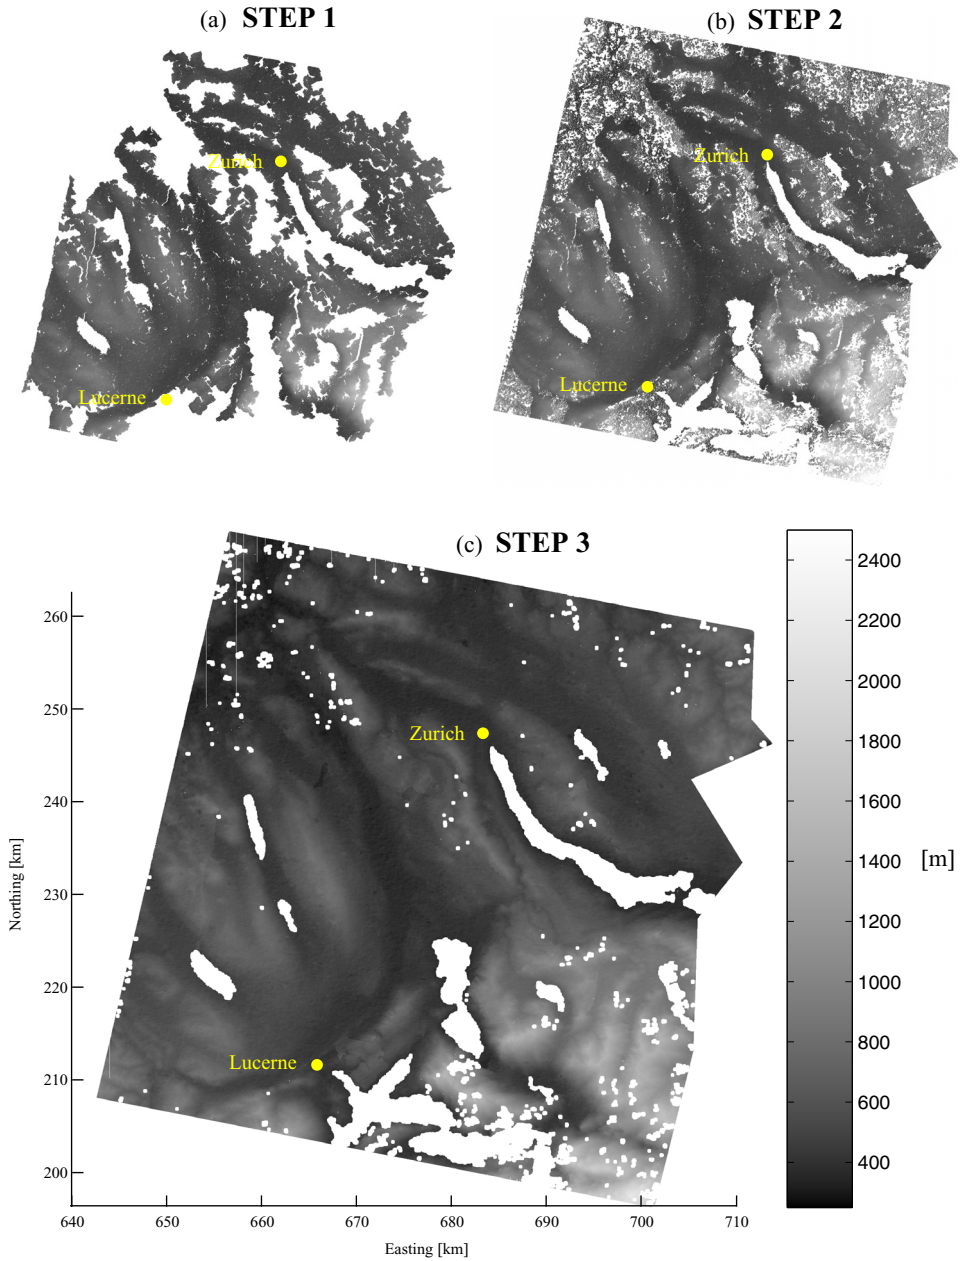 (a) STEP 1
(b) STEP 2
Zurich
Zurich
Lucerne
Lucerne
(c) STEP 3
2400
2200
2000
1800
1600
1400
1200
1000
800
600
400
[m]
260
250
240
230
220
210
200
Northing [km]
Zurich
Lucerne
640
650
660
670
680
690
700
710
Easting [km]